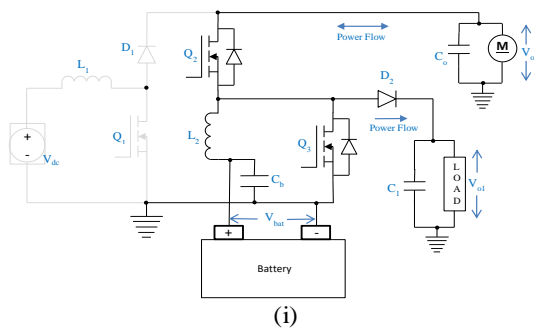 Power Flow
D1
Q2
Co
M
Vo
L1
D2
Power Flow
L2
Q3
Q1
+
-
Vdc
Cb
C1
LOAD
Vo1
Vbat
+
-
Battery
(i)